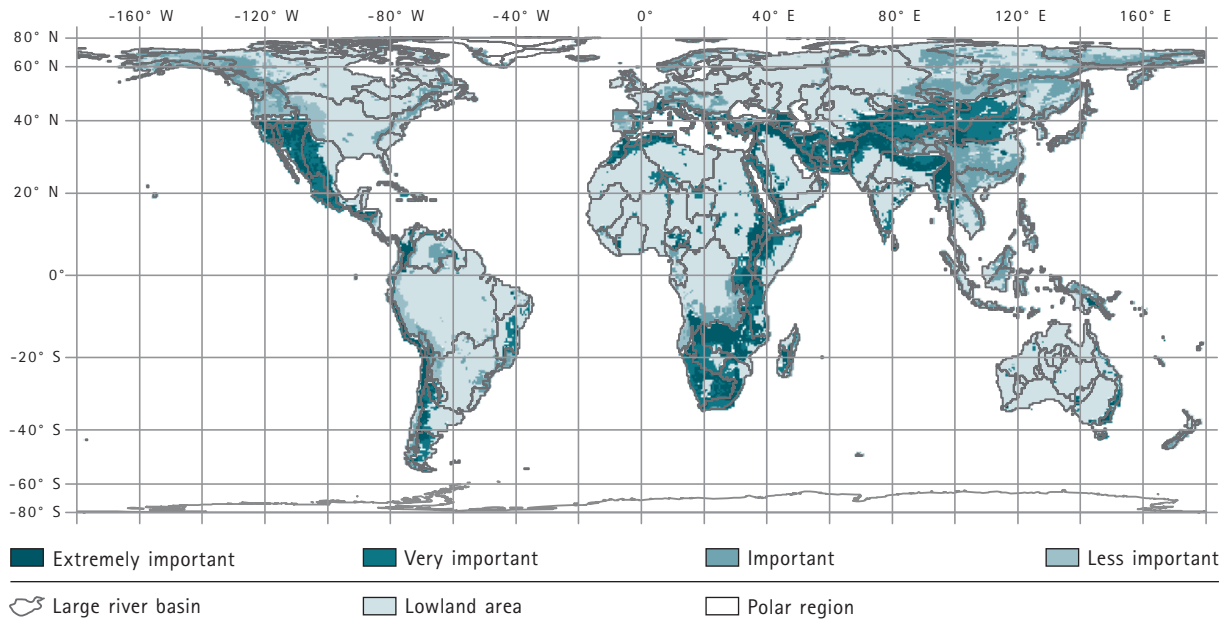 -160° W -120° W -80° W -40° W 0° 40° E 80° E 120° E 160° E
80° N
60° N
40° N
20° N
0°
-20° S
-40° S
-60° S
-80° S
Extremely important Very important Important Less important
Large river basin Lowland area Polar region